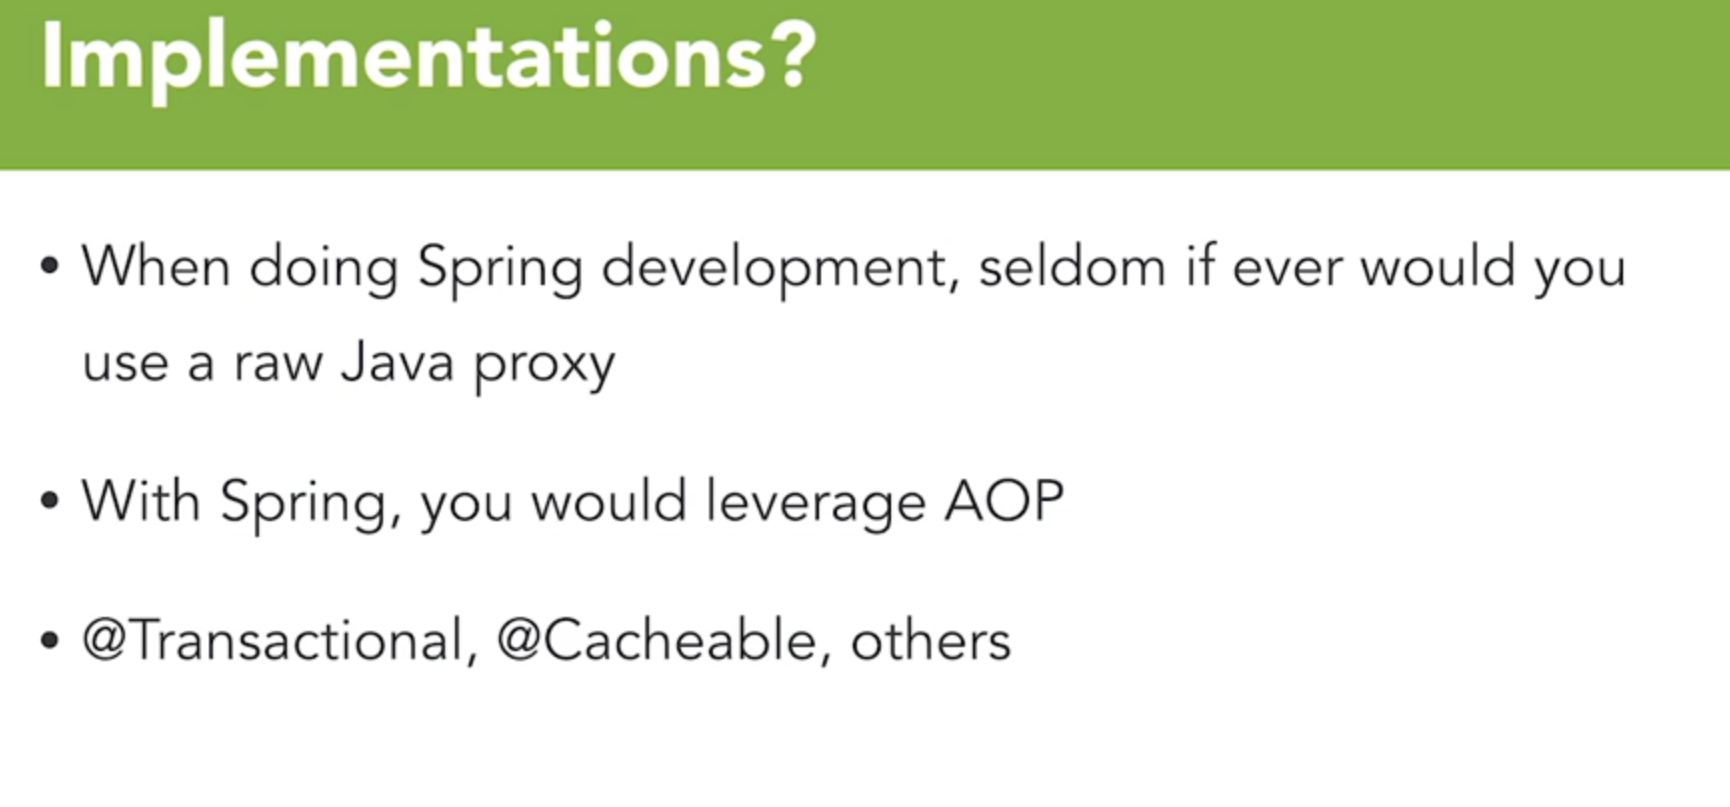 Implementations?
• When doing Spring development, seldom if ever would you
use a raw Java proxy
• With Spring, you would leverage AOP
• @Transactional, @Cacheable, others